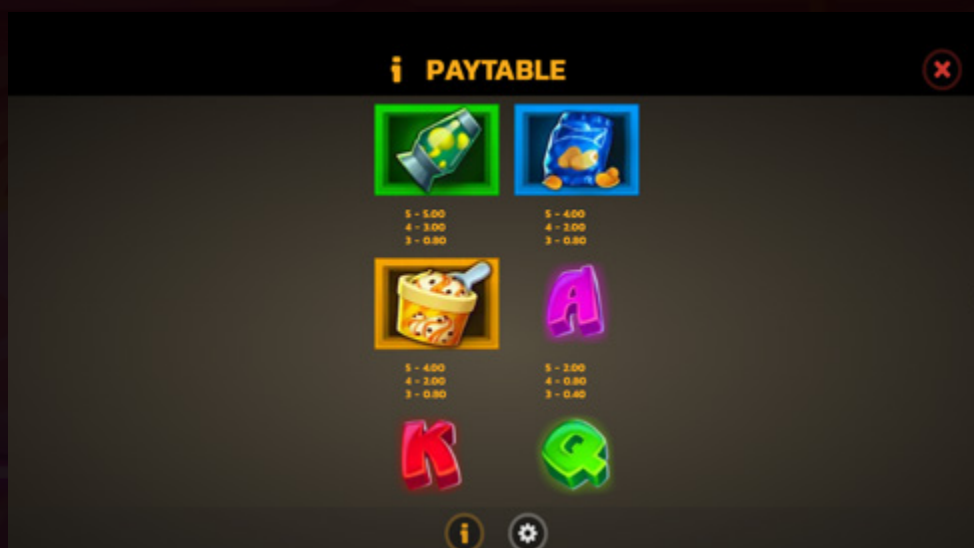 PAYTABLE
5 - 5.00
4 - 3.00
3 - 0.80
5 - 4.00
4 - 2.00
3 - 0.80
5 - 4.00
4 - 2.00
3 - 0.80
A
5 - 2.00
4 - 0.80
3 - 0.40
K
Q